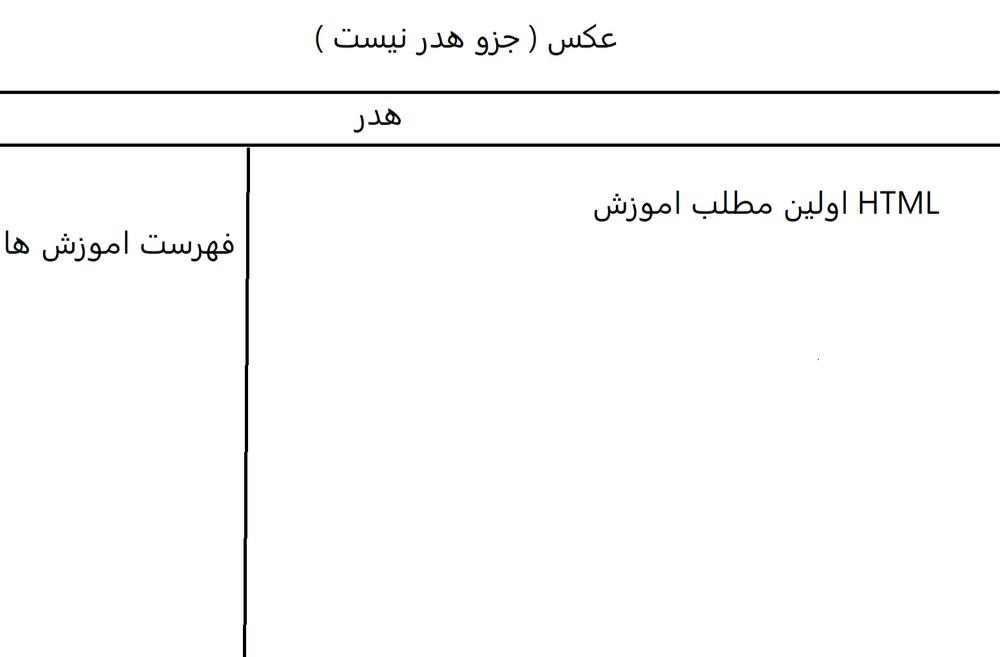 عکس ( جزو هدر نیست )
هدر
HTML اولین مطلب اموزش
فهرست اموزش ها